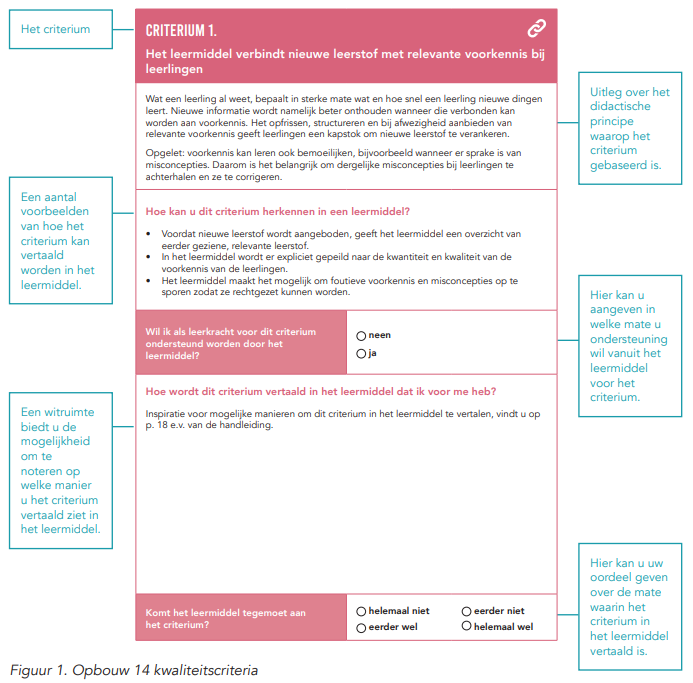 Het criterium
CRITERIUM 1.
Het leermiddel verbindt nieuwe leerstof met relevante voorkennis bij
leerlingen
Wat een leerling al weet, bepaalt in sterke mate wat en hoe snel een leerling nieuwe dingen
leert. Nieuwe informatie wordt namelijk beter onthouden wanneer die verbonden kan
worden aan voorkennis. Het opfrissen, structureren en bij afwezigheid aanbieden van
relevante voorkennis geeft leerlingen een kapstok om nieuwe leerstof te verankeren.
Opgelet: voorkennis kan leren ook bemoeilijken, bijvoorbeeld wanneer er sprake is van
misconcepties. Daarom is het belangrijk om dergelijke misconcepties bij leerlingen te
achterhalen en ze te corrigeren.
Uitleg over het
didactische
principe
waarop het
criterium
gebaseerd is.
Een aantal
voorbeelden
van hoe het
criterium kan
vertaald
worden in het
leermiddel.
Hoe kan u dit criterium herkennen in een leermiddel?
• Voordat nieuwe leerstof wordt aangeboden, geeft het leermiddel een overzicht van
eerder geziene, relevante leerstof.
• In het leermiddel wordt er expliciet gepeild naar de kwantiteit en kwaliteit van de
voorkennis van de leerlingen.
• Het leermiddel maakt het mogelijk om foutieve voorkennis en misconcepties op te
sporen zodat ze rechtgezet kunnen worden.
Wil ik als leerkracht voor dit criterium
ondersteund worden door het
leermiddel?
neen
ja
Hier kan u
aangeven in
welke mate u
ondersteuning
wil vanuit het
leermiddel
voor het
criterium.
Een witruimte
biedt u de
mogelijkheid
om te
noteren op
welke manier
u het criterium
vertaald ziet in
het leermiddel.
Hoe wordt dit criterium vertaald in het leermiddel dat ik voor me heb?
Inspiratie voor mogelijke manieren om dit criterium in het leermiddel te vertalen, vindt u op
p. 18 e.v. van de handleiding.
Komt het leermiddel tegemoet aan
het criterium?
helemaal niet eerder niet
eerder wel helemaal wel
Hier kan u uw
oordeel geven
over de mate
waarin het
criterium in
het leermiddel
vertaald is.
Figuur 1. Opbouw 14 kwaliteitscriteria